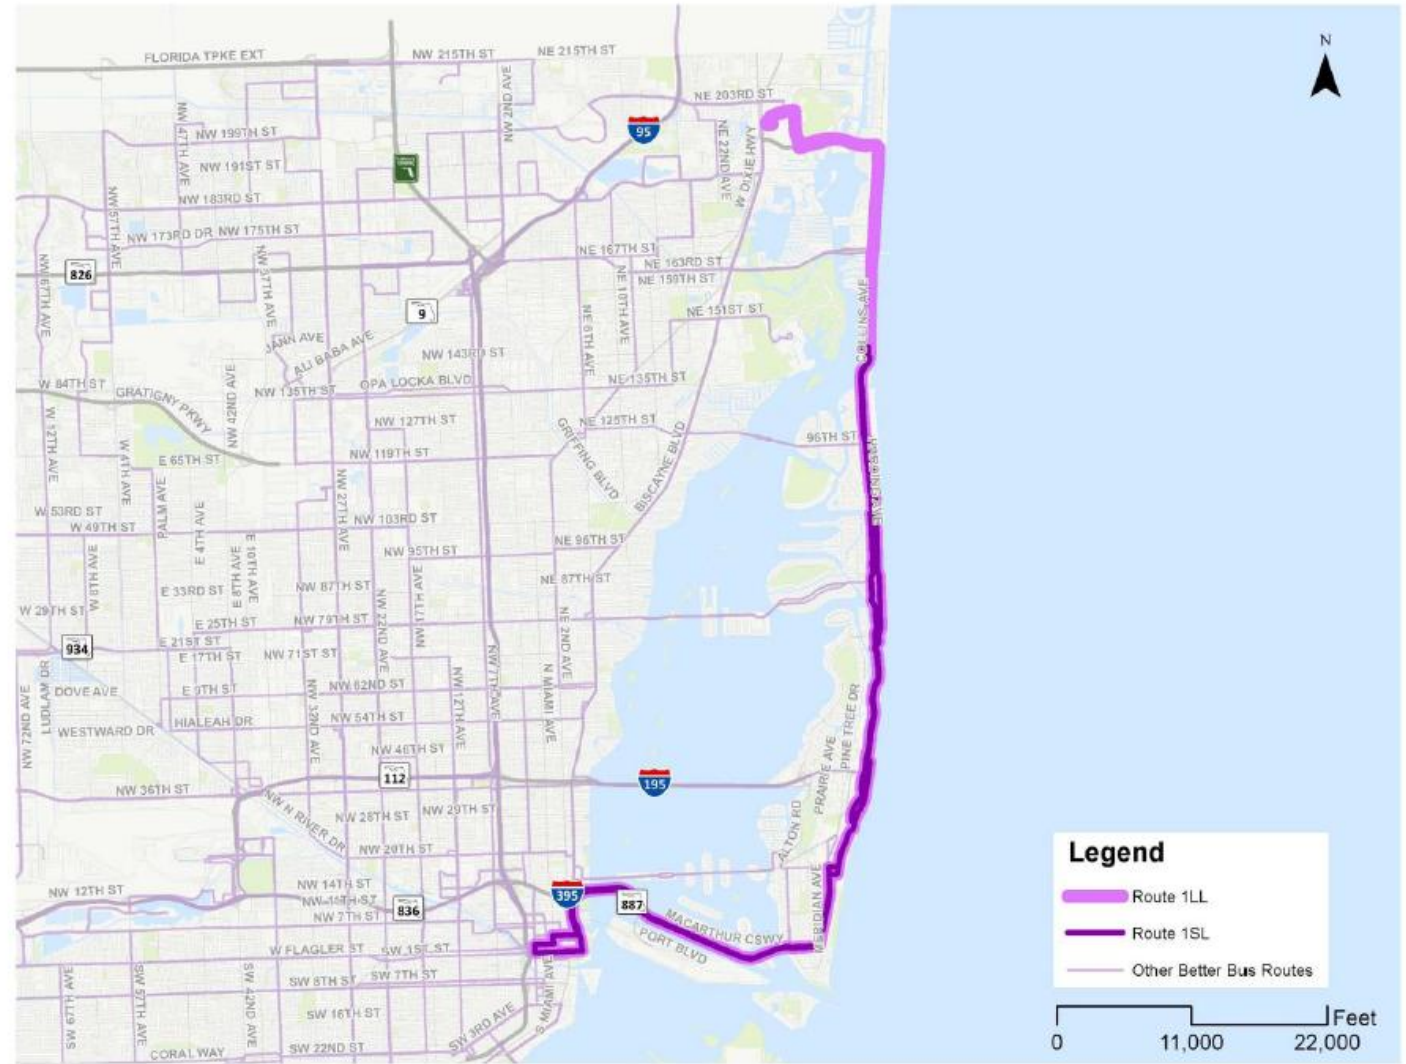 N
FLORIDA TPKE EXT
NW 215TH ST
NE 215TH ST
NW 2ND AVE
NE 203RD ST
95
NW 47TH AVE
NW 199TH ST
NE 22ND AVE
W DIXIE HWY
NW 191ST ST
NW 57TH AVE
NW 183RD ST
NW 173RD DR
NW 175TH ST
NE 167TH ST
NE 163RD ST
NE 159TH ST
826
NW 67TH AVE
NW 37TH AVE
NE 10TH AVE
9
NE 6TH AVE
NE 151ST ST
COLLINS AVE
JANN AVE
ALI BABA AVE
NW 143RD ST
W 84TH ST
GRATIGNY PKWY
NW 42ND AVE
NW 135TH ST
OPA LOCKA BLVD
NE 135TH ST
W 12TH AVE
W 4TH AVE
NW 127TH ST
GRIFFING BLVD
NE 125TH ST
BISCAYNE BLVD
96TH ST
E 65TH ST
NW 119TH ST
NW 27TH AVE
W 53RD ST
W 49TH ST
PALM AVE
E 4TH AVE
NW 103RD ST
W 8TH AVE
E 8TH AVE
E 10TH AVE
NW 95TH ST
NE 96TH ST
E 33RD ST
NW 87TH ST
NW 17TH AVE
NE 87TH ST
W 29TH ST
E 25TH ST
NW 79TH ST
NW 22ND AVE
NE 2ND AVE
934
E 21ST ST
E 17TH ST
NW 71ST ST
LUDLAM DR
DOVE AVE
E 9TH ST
NW 62ND ST
NW 12TH AVE
NW 7TH AVE
N MIAMI AVE
NW 72ND AVE
WESTWARD DR
HIALEAH DR
NW 32ND AVE
NW 54TH ST
PRAIRIE AVE
PINE TREE DR
NW 46TH ST
112
195
NW 36TH ST
NW N RIVER DR
NW 28TH ST
NW 29TH ST
ALTON RD
NW 20TH ST
NW 12TH ST
NW 14TH ST
NW 7TH ST
836
395
887
MERIDIAN AVE
MACARTHUR CSWY
PORT BLVD
W FLAGLER ST
SW 1ST ST
SW 67TH AVE
SW 57TH AVE
SW 42ND AVE
SW 8TH ST
SW 7TH ST
S MIAMI AVE
SW 16TH ST
SW 3RD AVE
CORAL WAY
SW 22ND ST
Legend
Route 1LL
Route 1SL
Other Better Bus Routes
Feet
0 11,000 22,000